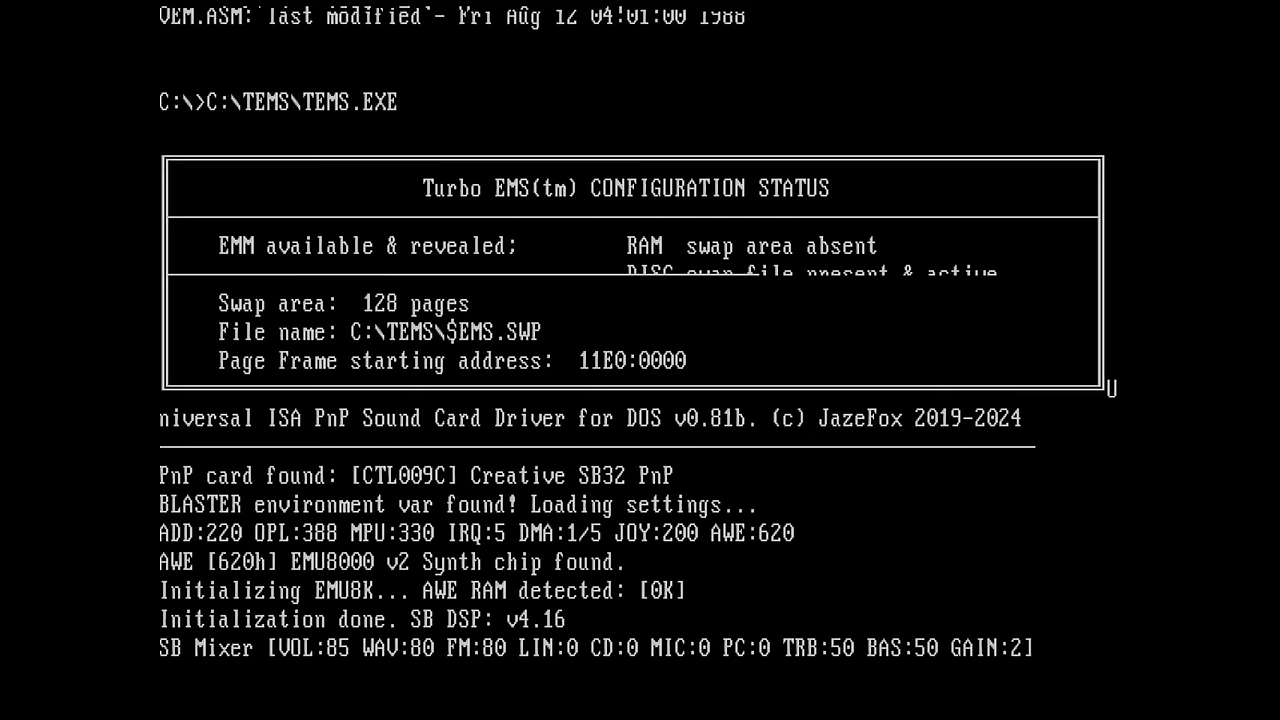 OEM.ASM: last modified - Fri Aug 12 04:01:00 1988
C:\>C:\TEMS\TEMS.EXE
Turbo EMS(tm) CONFIGURATION STATUS
EMM available & revealed; RAM swap area absent
DISC swap file present & active
Swap area: 128 pages
File name: C:\TEMS\$EMS.SWP
Page Frame starting address: 11E0:0000
U
niversal ISA PnP Sound Card Driver for DOS v0.81b. (c) JazeFox 2019-2024
PnP card found: [CTL009C] Creative SB32 PnP
BLASTER environment var found! Loading settings...
ADD:220 OPL:388 MPU:330 IRQ:5 DMA:1/5 JOY:200 AWE:620
AWE [620h] EMU8000 v2 Synth chip found.
Initializing EMU8K... AWE RAM detected: [0K]
Initialization done. SB DSP: v4.16
SB Mixer [VOL:85 WAV:80 FM:80 LIN:0 CD:0 MIC:0 PC:0 TRB:50 BAS:50 GAIN:2]